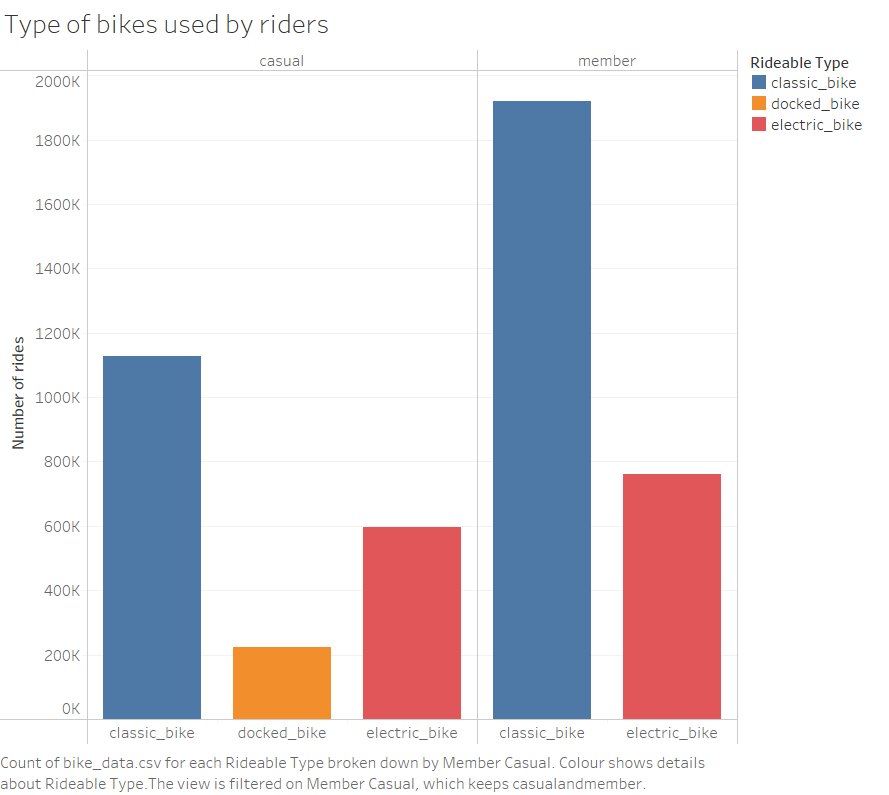 Type of bikes used by riders
casual
member
Rideable Type
classic_bike
docked_bike
electric_bike
Number of rides
2000K
1800K
1600K
1400K
1200K
1000K
800K
600K
400K
200K
0K
classic_bike
docked_bike
electric_bike
classic_bike
electric_bike
Count of bike_data.csv for each Rideable Type broken down by Member Casual. Colour shows details
about Rideable Type.The view is filtered on Member Casual, which keeps casualandmember.